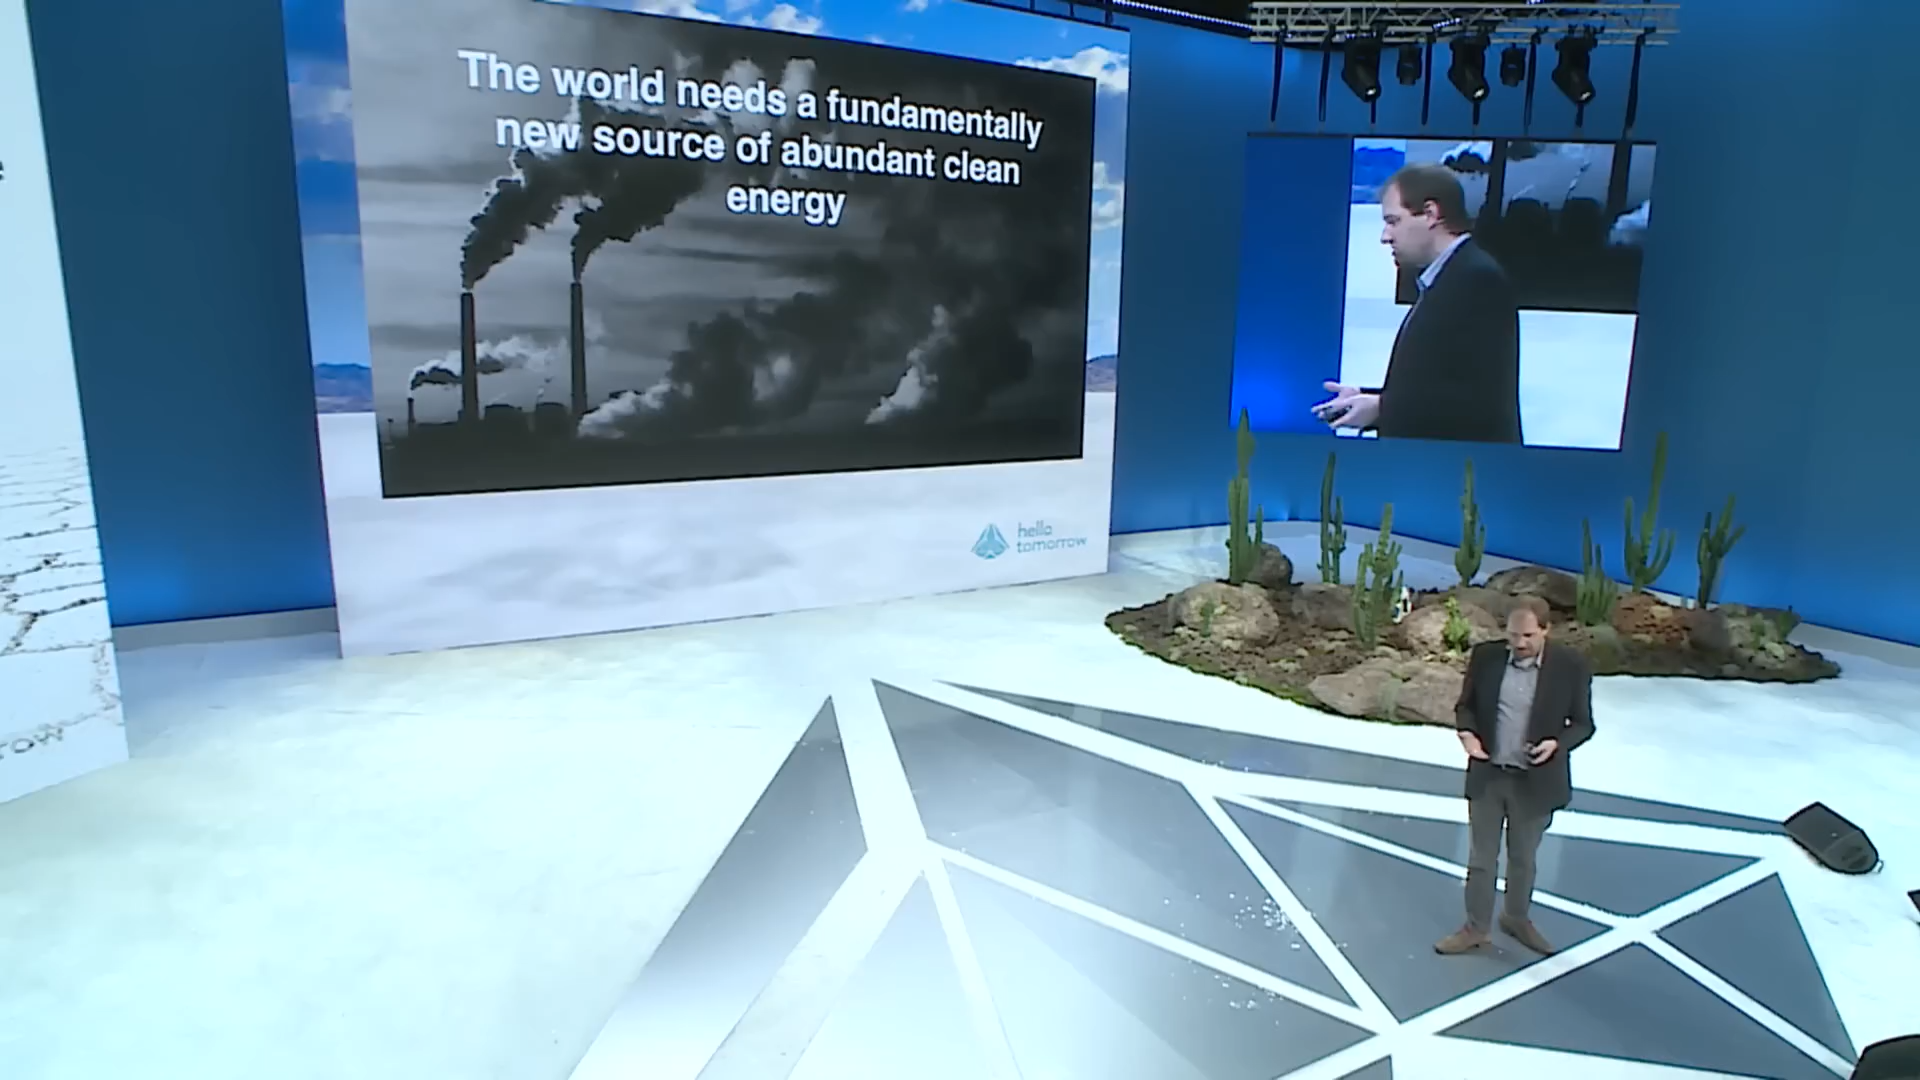 The world needs a fundamentally
new source of abundant clean
energy
hello
tomorrow